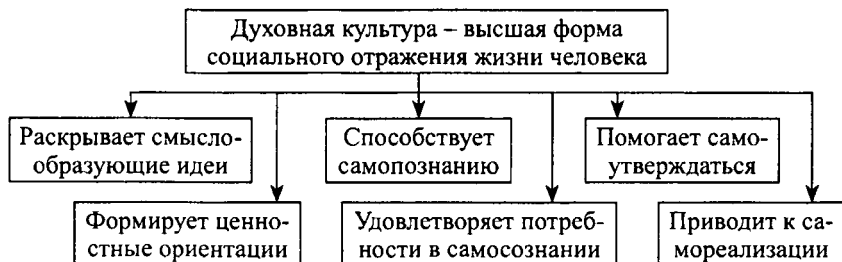 Духовная культура – высшая форма
социального отражения жизни человека
Раскрывает смысло-
образующие идеи
Способствует
самопознанию
Помогает само-
утверждаться
Формирует ценно-
стные ориентации
Удовлетворяет потреб-
ности в самосознании
Приводит к са-
мореализации